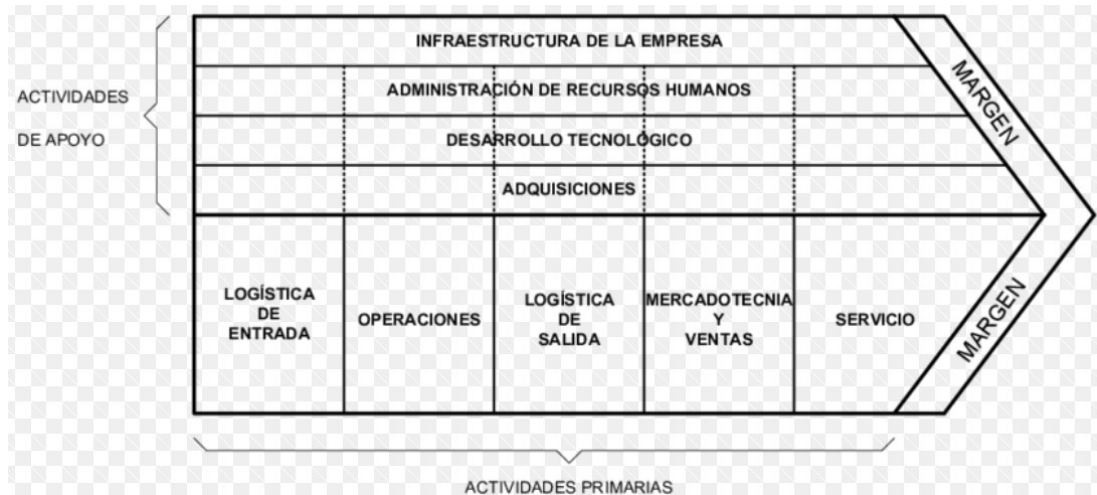 INFRAESTRUCTURA DE LA EMPRESA
ADMINISTRACIÓN DE RECURSOS HUMANOS
DESARROLLO TECNOLÓGICO
ADQUISICIONES
ACTIVIDADES
DE APOYO
MARGEN
LOGÍSTICA
DE
ENTRADA
OPERACIONES
LOGÍSTICA
DE
SALIDA
MERCADOTECNIA
Y
VENTAS
SERVICIO
MARGEN
ACTIVIDADES PRIMARIAS